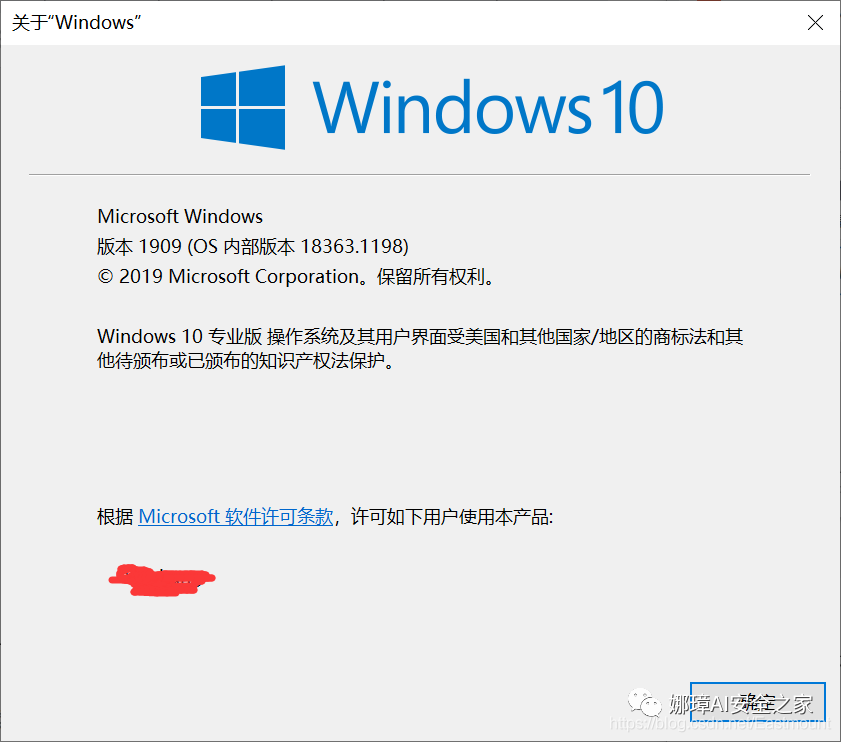 关于“Windows”
Windows 10
Microsoft Windows
版本 1909 (OS 内部版本 18363.1198)
© 2019 Microsoft Corporation。保留所有权利。
Windows 10 专业版 操作系统及其用户界面受美国和其他国家/地区的商标法和其
他待颁布或已颁布的知识产权法保护。
根据 Microsoft 软件许可条款，许可如下用户使用本产品:
确定
娜璋AI安全之家
https://blog.csdn.net/Eastmount